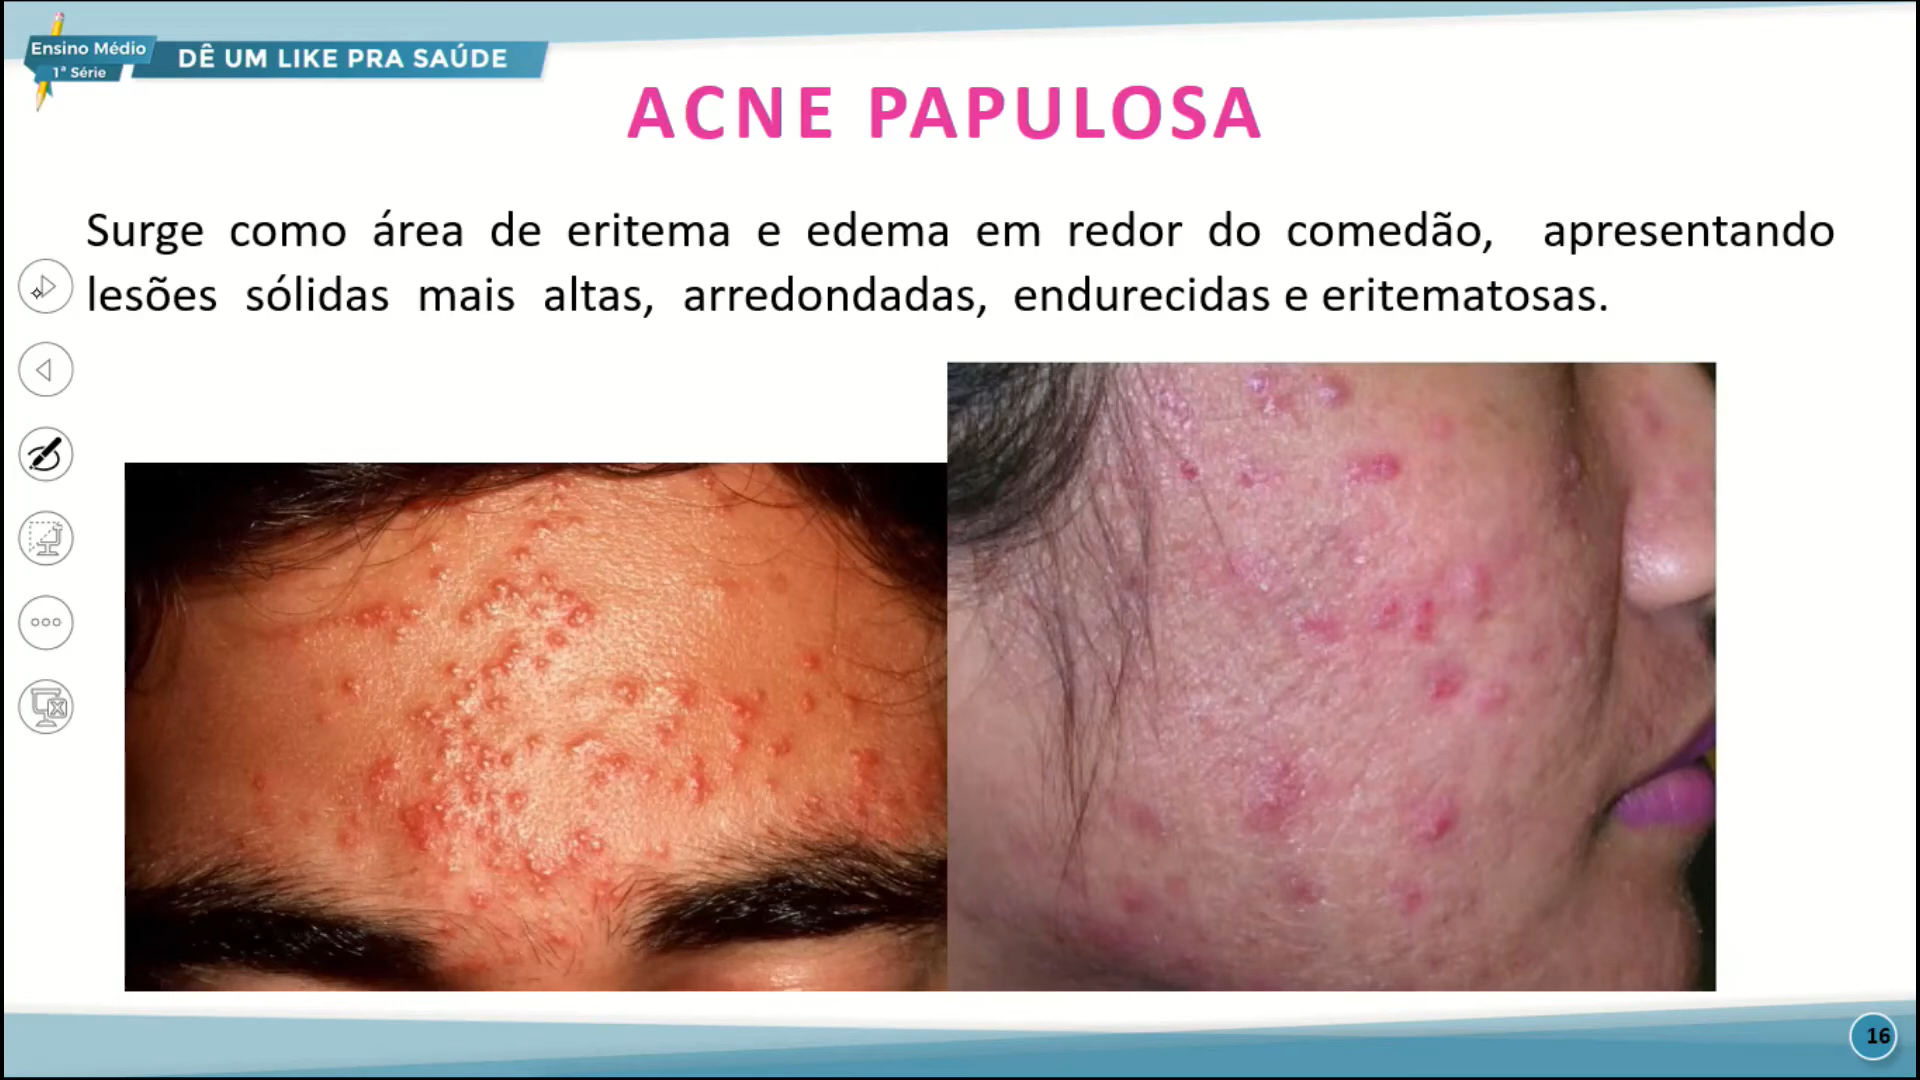 Ensino Médio
1ª Série
DÊ UM LIKE PRA SAÚDE
ACNE PAPULOSA
Surge como área de eritema e edema em redor do comedão, apresentando
lesões sólidas mais altas, arredondadas, endurecidas e eritematosas.
16